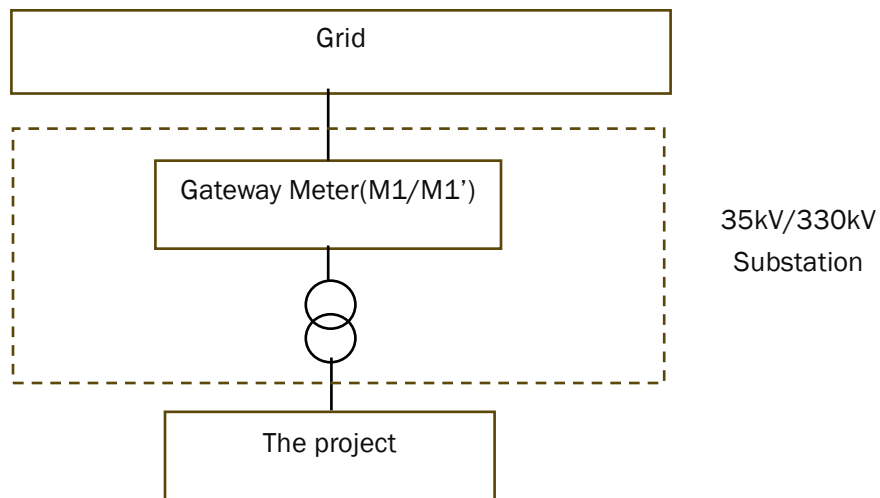 Grid
Gateway Meter(M1/M1’)
35kV/330kV
Substation
The project